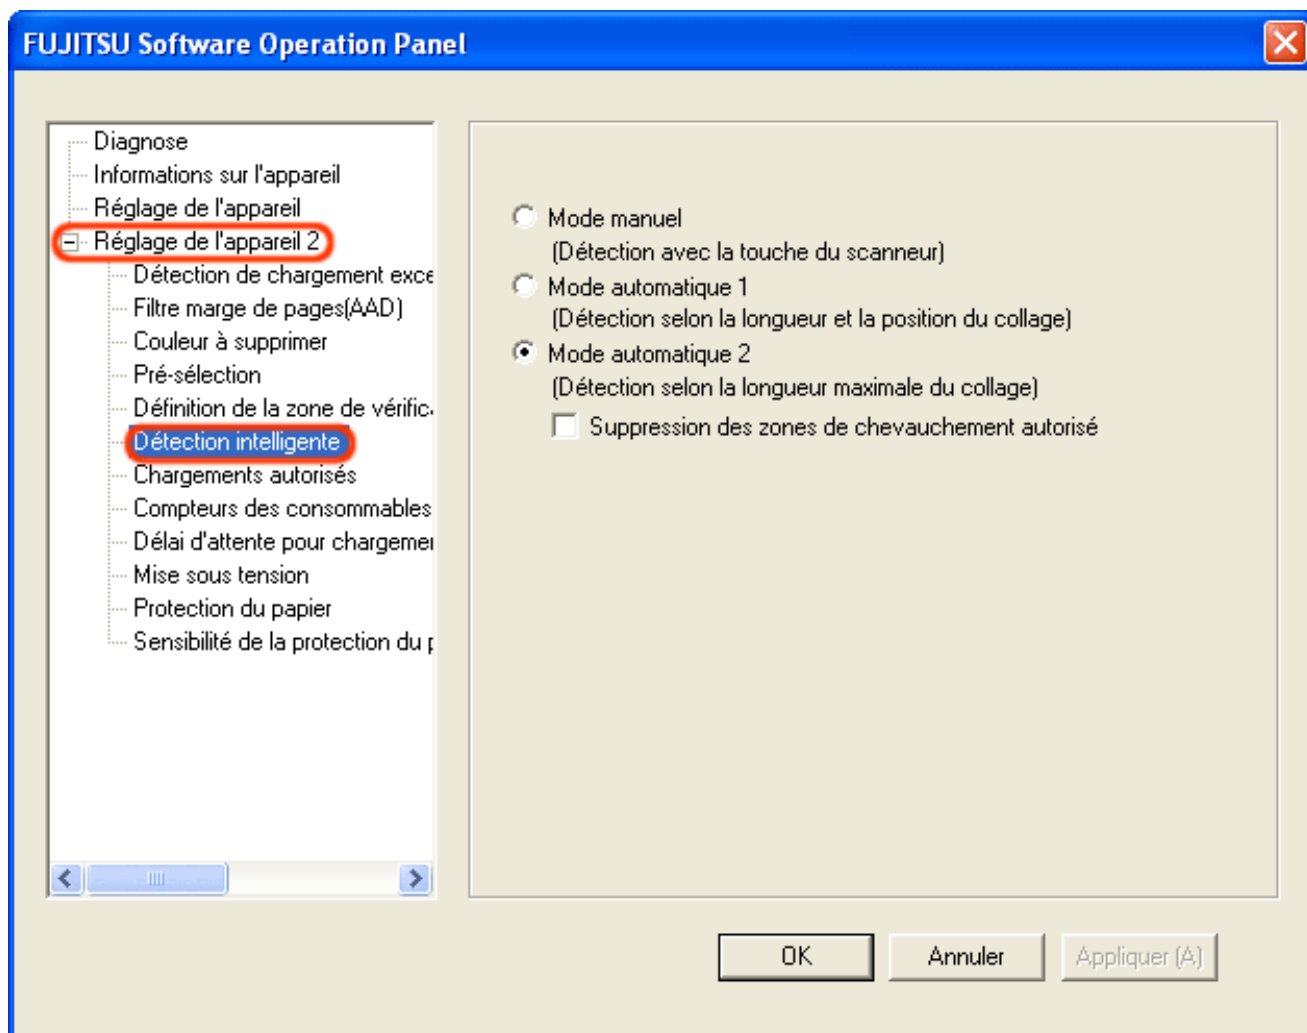 FUJITSU Software Operation Panel
Diagnose
Informations sur l'appareil
Réglage de l'appareil
Réglage de l'appareil 2
Détection de chargement exce
Filtre marge de pages(AAD)
Couleur à supprimer
Pré-sélection
Définition de la zone de vérific
Détection intelligente
Chargements autorisés
Compteurs des consommables
Délai d'attente pour chargeme
Mise sous tension
Protection du papier
Sensibilité de la protection du p
Mode manuel
(Détection avec la touche du scanneur)
Mode automatique 1
(Détection selon la longueur et la position du collage)
Mode automatique 2
(Détection selon la longueur maximale du collage)
Suppression des zones de chevauchement autorisé
OK
Annuler
Appliquer (A)